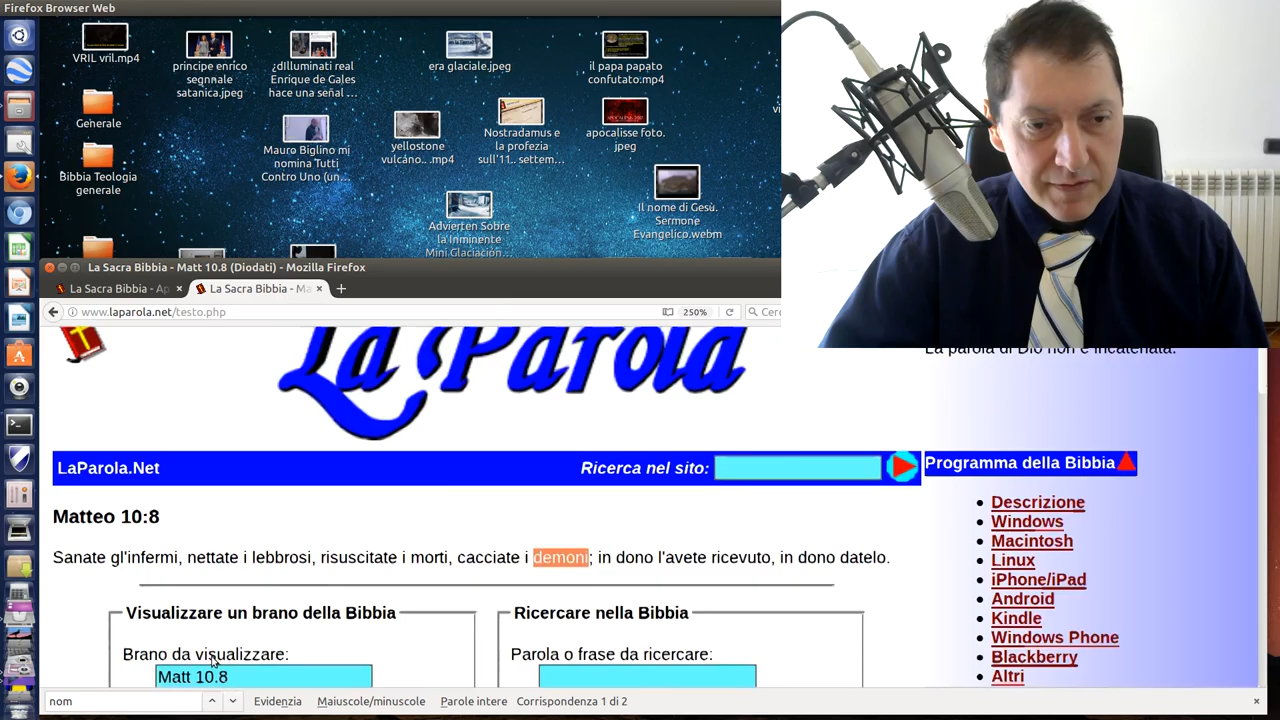 Firefox Browser Web
VRIL vril.mp4
principe enrico
segnnale
satanica.jpeg
¿dIlluminati real
Enrique de Gales
hace una señal ...
era glaciale.jpeg
il papa papato
confutato:mp4
Generale
Mauro Biglino mi
nomina Tutti
Contro Uno (un...
yellostone
vulcáno.. .mp4
Nostradamus e
la profezia
sull'11.. settem...
apocalisse foto.
jpeg
Bibbia Teologia
generale
Advierten Sobre
la Inminente
Mini Glaciación...
Il nome di Gesù.
Sermone
Evangelico.webm
La Sacra Bibbia - Matt 10.8 (Diodati) - Mozilla Firefox
La Sacra Bibbia - Ap
La Sacra Bibbia - Ma
www.laparola.net/testo.php
250%
Cerc
La Parola
La parola di Dio non è incatenata.
LaParola.Net
Ricerca nel sito:
Programma della Bibbia
Matteo 10:8
Sanate gl'infermi, nettate i lebbrosi, risuscitate i morti, cacciate i demoni; in dono l'avete ricevuto, in dono datelo.
Descrizione
Windows
Macintosh
Linux
iPhone/iPad
Android
Kindle
Windows Phone
Blackberry
Altri
Visualizzare un brano della Bibbia
Ricercare nella Bibbia
Brano da visualizzare:
Parola o frase da ricercare:
Matt 10.8
nom
Evidenzia
Maiuscole/minuscole
Parole intere
Corrispondenza 1 di 2